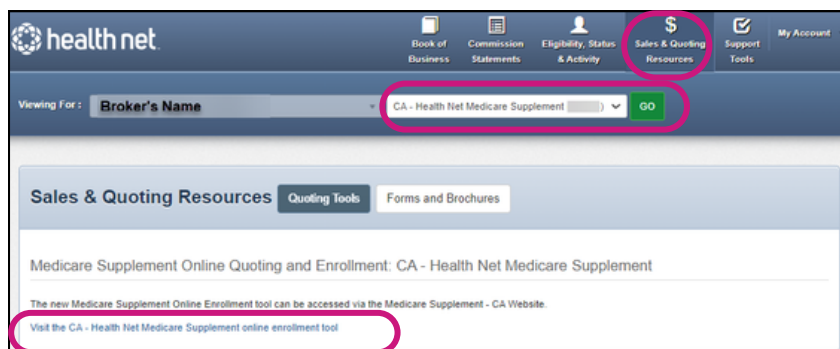 health net.
Book of Business
Commission Statements
Eligibility, Status & Activity
Sales & Quoting Resources
Support Tools
My Account
Viewing For :
Broker's Name
CA - Health Net Medicare Supplement )
GO
Sales & Quoting Resources
Quoting Tools
Forms and Brochures
Medicare Supplement Online Quoting and Enrollment: CA - Health Net Medicare Supplement
The new Medicare Supplement Online Enrollment tool can be accessed via the Medicare Supplement - CA Website.
Visit the CA - Health Net Medicare Supplement online enrollment tool